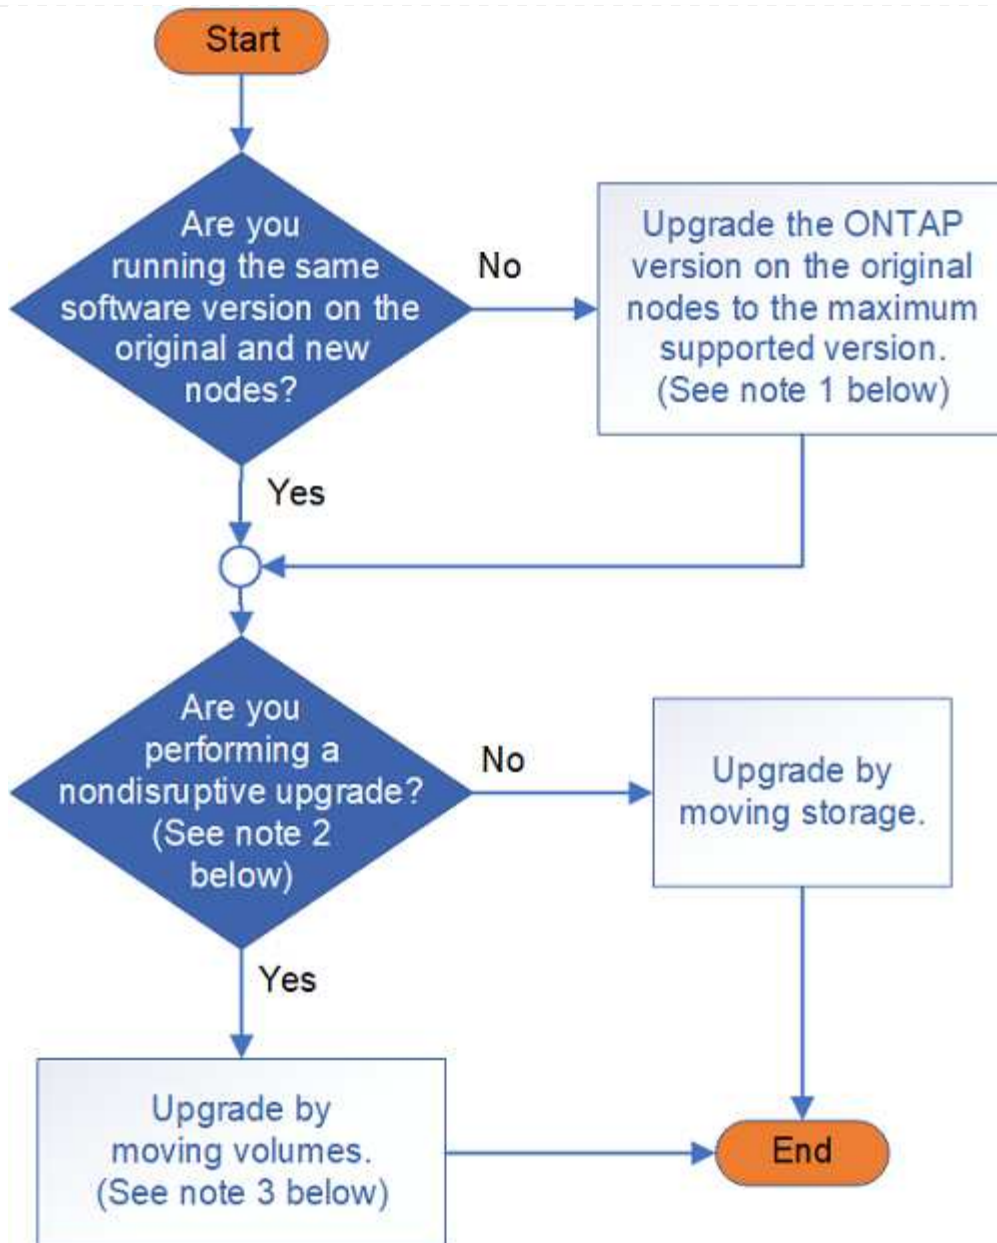 Start
Are you
running the same
software version on the
original and new
nodes?
No
Upgrade the ONTAP
version on the original
nodes to the maximum
supported version.
(See note 1 below)
Yes
Are you
performing a
nondisruptive upgrade?
(See note 2
below)
No
Upgrade by
moving storage.
Yes
Upgrade by
moving volumes.
(See note 3 below)
End